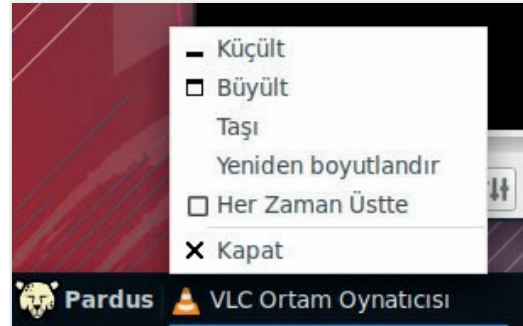 Küçült
Büyült
Taşı
Yeniden boyutlandır
Her Zaman Üstte
Kapat
Pardus
VLC Ortam Oynatıcısı